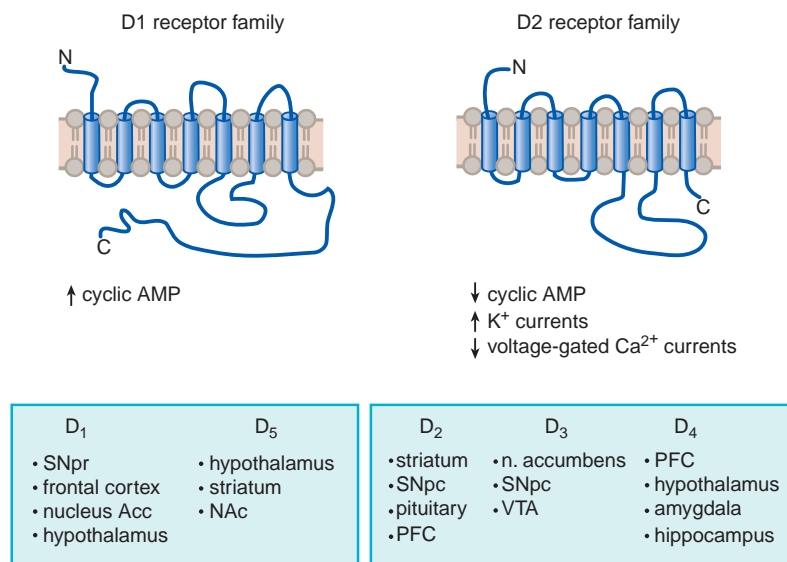 D1 receptor family
N
C
↑ cyclic AMP
D2 receptor family
N
C
↓ cyclic AMP
↑ K⁺ currents
↓ voltage-gated Ca²⁺ currents
D₁
• SNpr
• frontal cortex
• nucleus Acc
• hypothalamus
D₅
• hypothalamus
• striatum
• NAc
D₂
• striatum
• SNpc
• pituitary
• PFC
D₃
• n. accumbens
• SNpc
• VTA
D₄
• PFC
• hypothalamus
• amygdala
• hippocampus